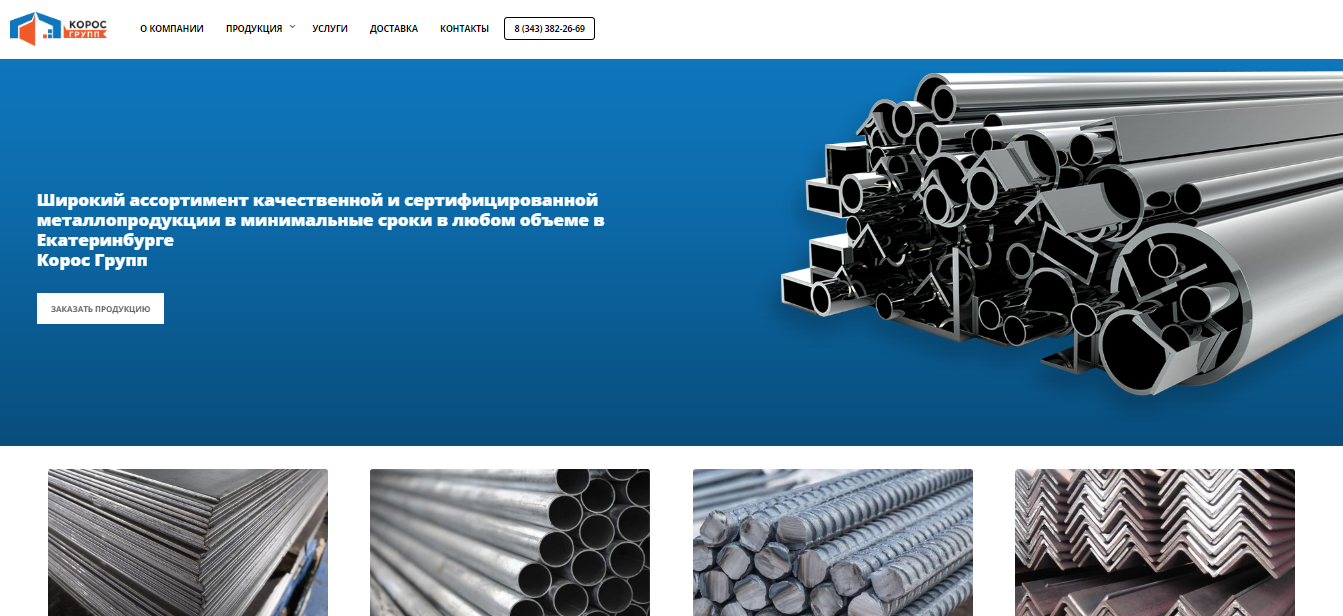 КОРОС
ГРУПП
О КОМПАНИИ
ПРОДУКЦИЯ
УСЛУГИ
ДОСТАВКА
КОНТАКТЫ
8 (343) 382-26-69
Широкий ассортимент качественной и сертифицированной
металлопродукции в минимальные сроки в любом объеме в
Екатеринбурге
Корос Групп
ЗАКАЗАТЬ ПРОДУКЦИЮ